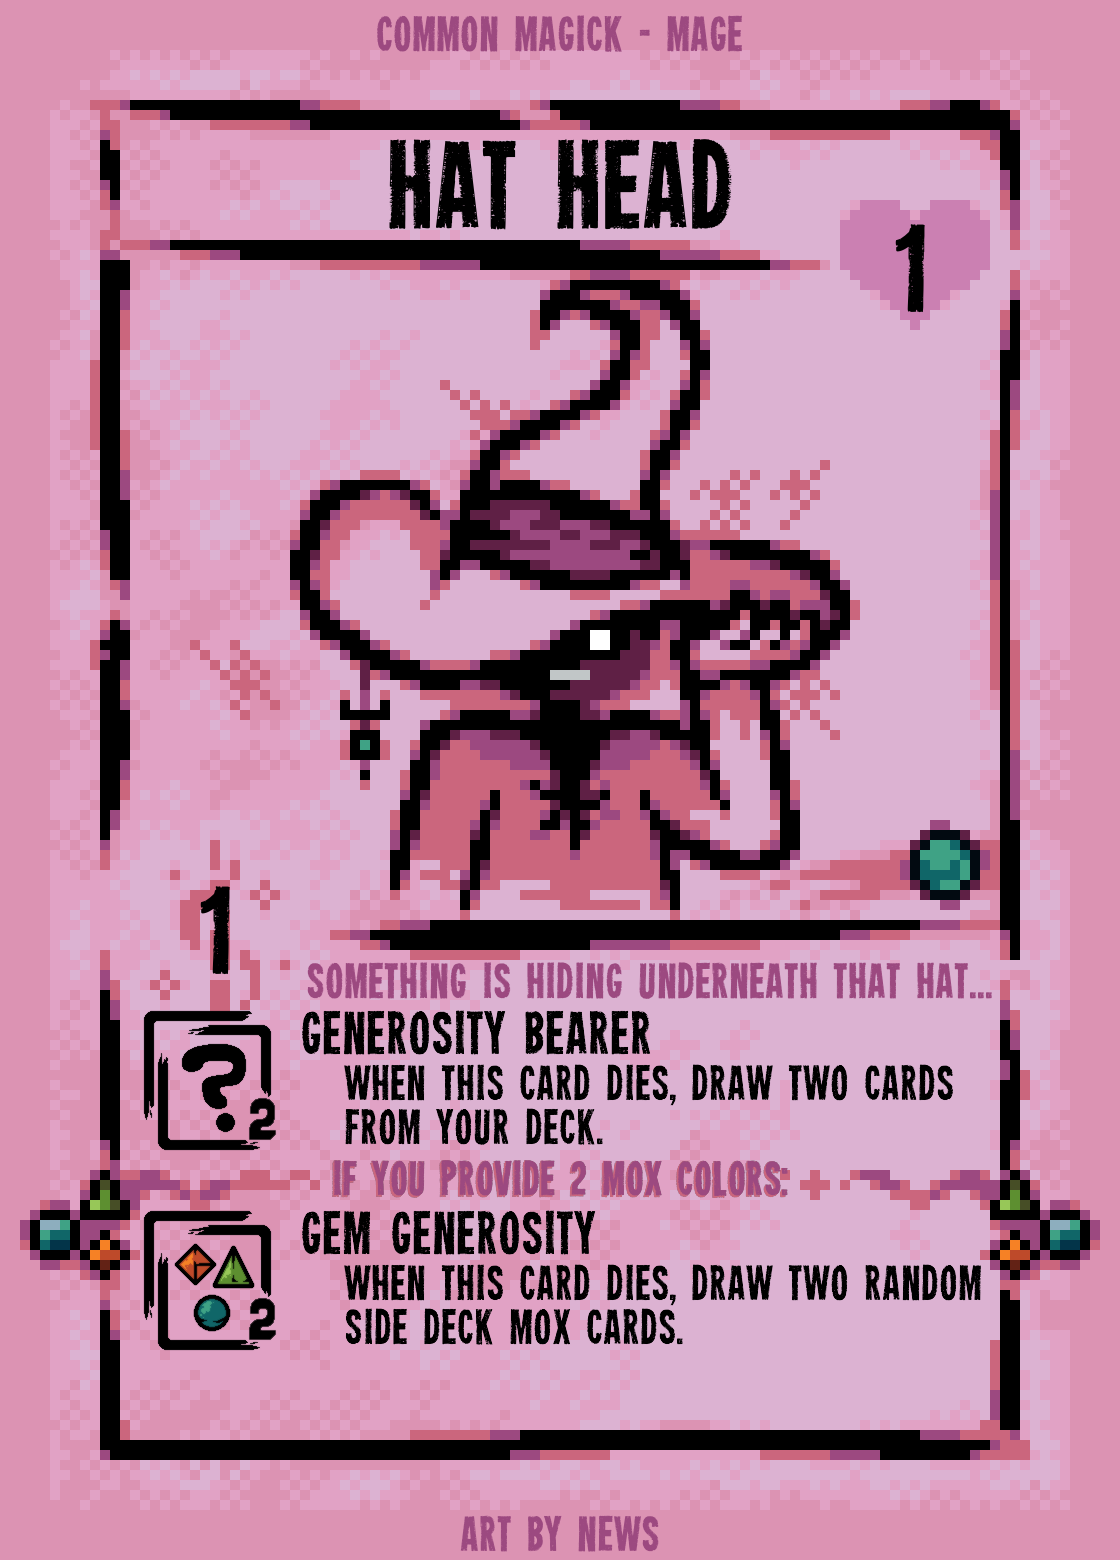 COMMON MAGICK - MAGE
HAT HEAD
1
1
SOMETHING IS HIDING UNDERNEATH THAT HAT...
GENEROSITY BEARER
WHEN THIS CARD DIES, DRAW TWO CARDS
FROM YOUR DECK.
?2
IF YOU PROVIDE 2 MOX COLORS:
GEM GENEROSITY
WHEN THIS CARD DIES, DRAW TWO RANDOM
SIDE DECK MOX CARDS.
2
ART BY NEWS